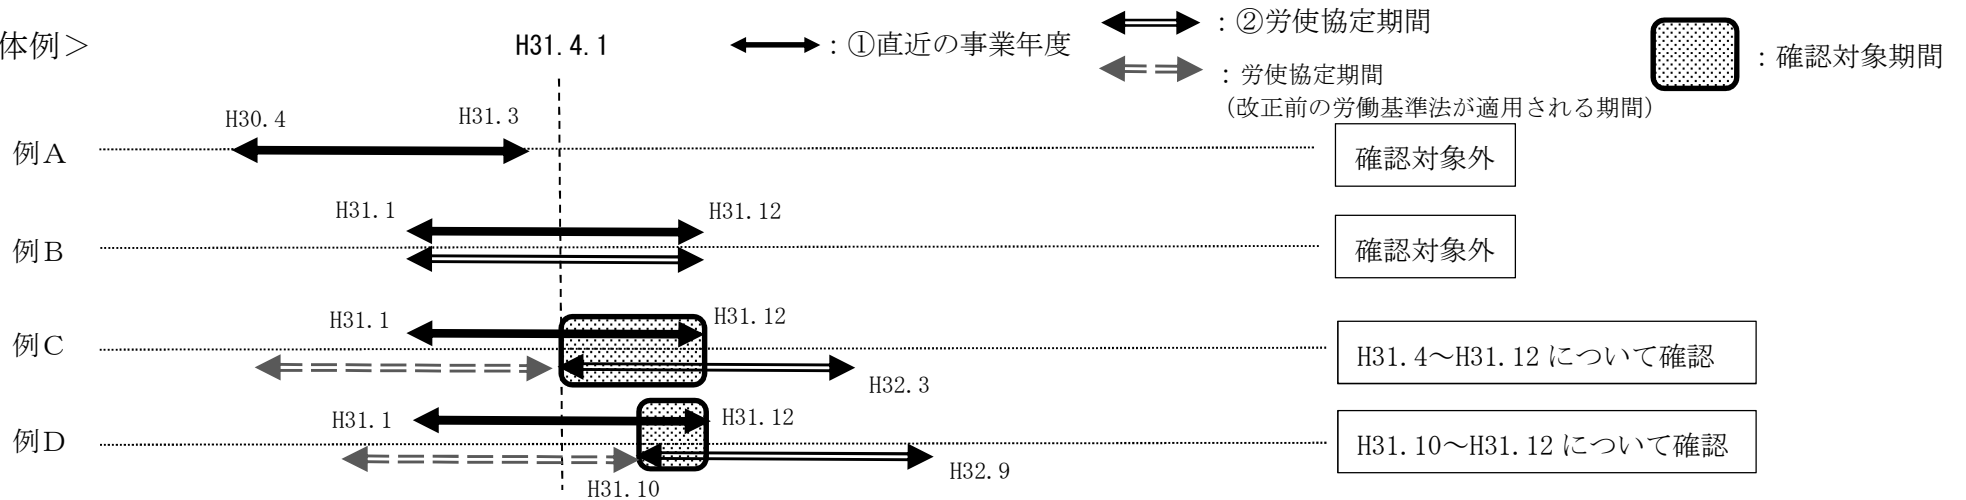 体例＞
H31.4.1
：①直近の事業年度
：②労使協定期間
：労使協定期間
（改正前の労働基準法が適用される期間）
：確認対象期間
例A
H30.4
H31.3
確認対象外
例B
H31.1
H31.12
確認対象外
例C
H31.1
H31.12
H32.3
H31.4～H31.12 について確認
例D
H31.1
H31.12
H31.10
H32.9
H31.10～H31.12 について確認